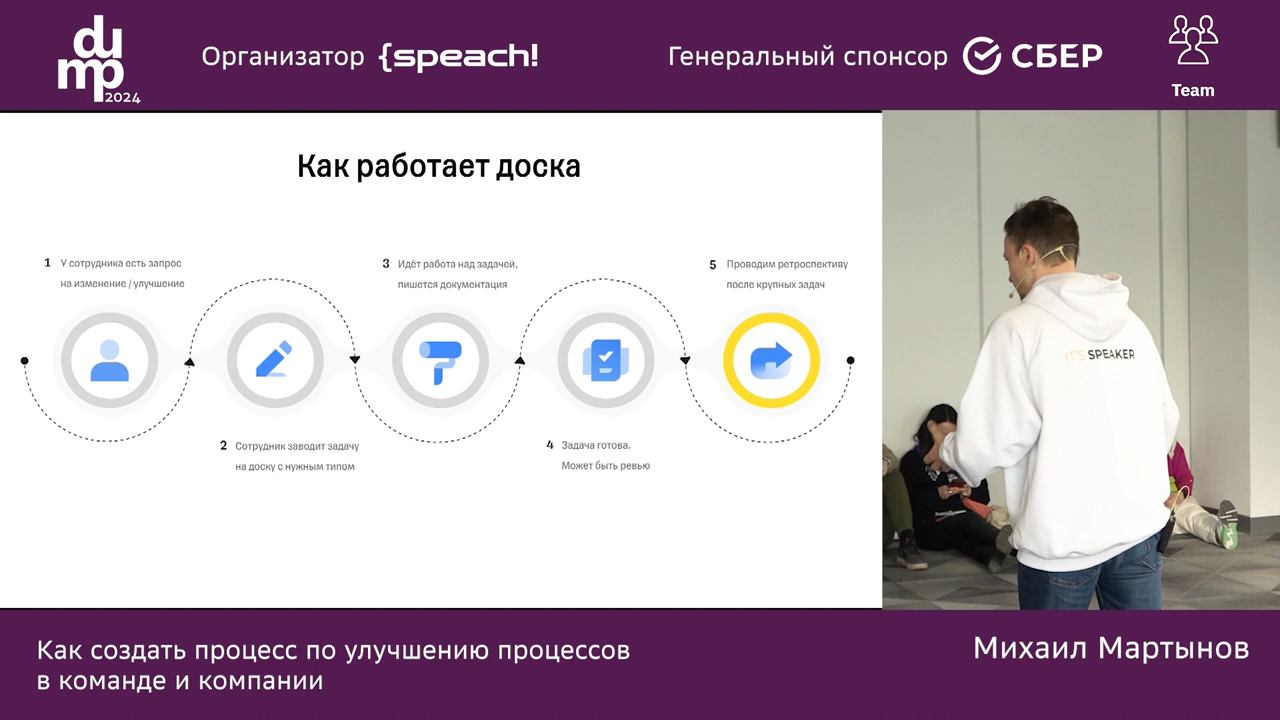 dump
2024
Организатор {speach!
Генеральный спонсор СБЕР
Team
Как работает доска
1 У сотрудника есть запрос
на изменение / улучшение
3 Идёт работа над задачей,
пишется документация
5 Проводим ретроспективу
после крупных задач
2 Сотрудник заводит задачу
на доску с нужным типом
4 Задача готова.
Может быть ревью
IT'S SPEAKER
Как создать процесс по улучшению процессов
в команде и компании
Михаил Мартынов